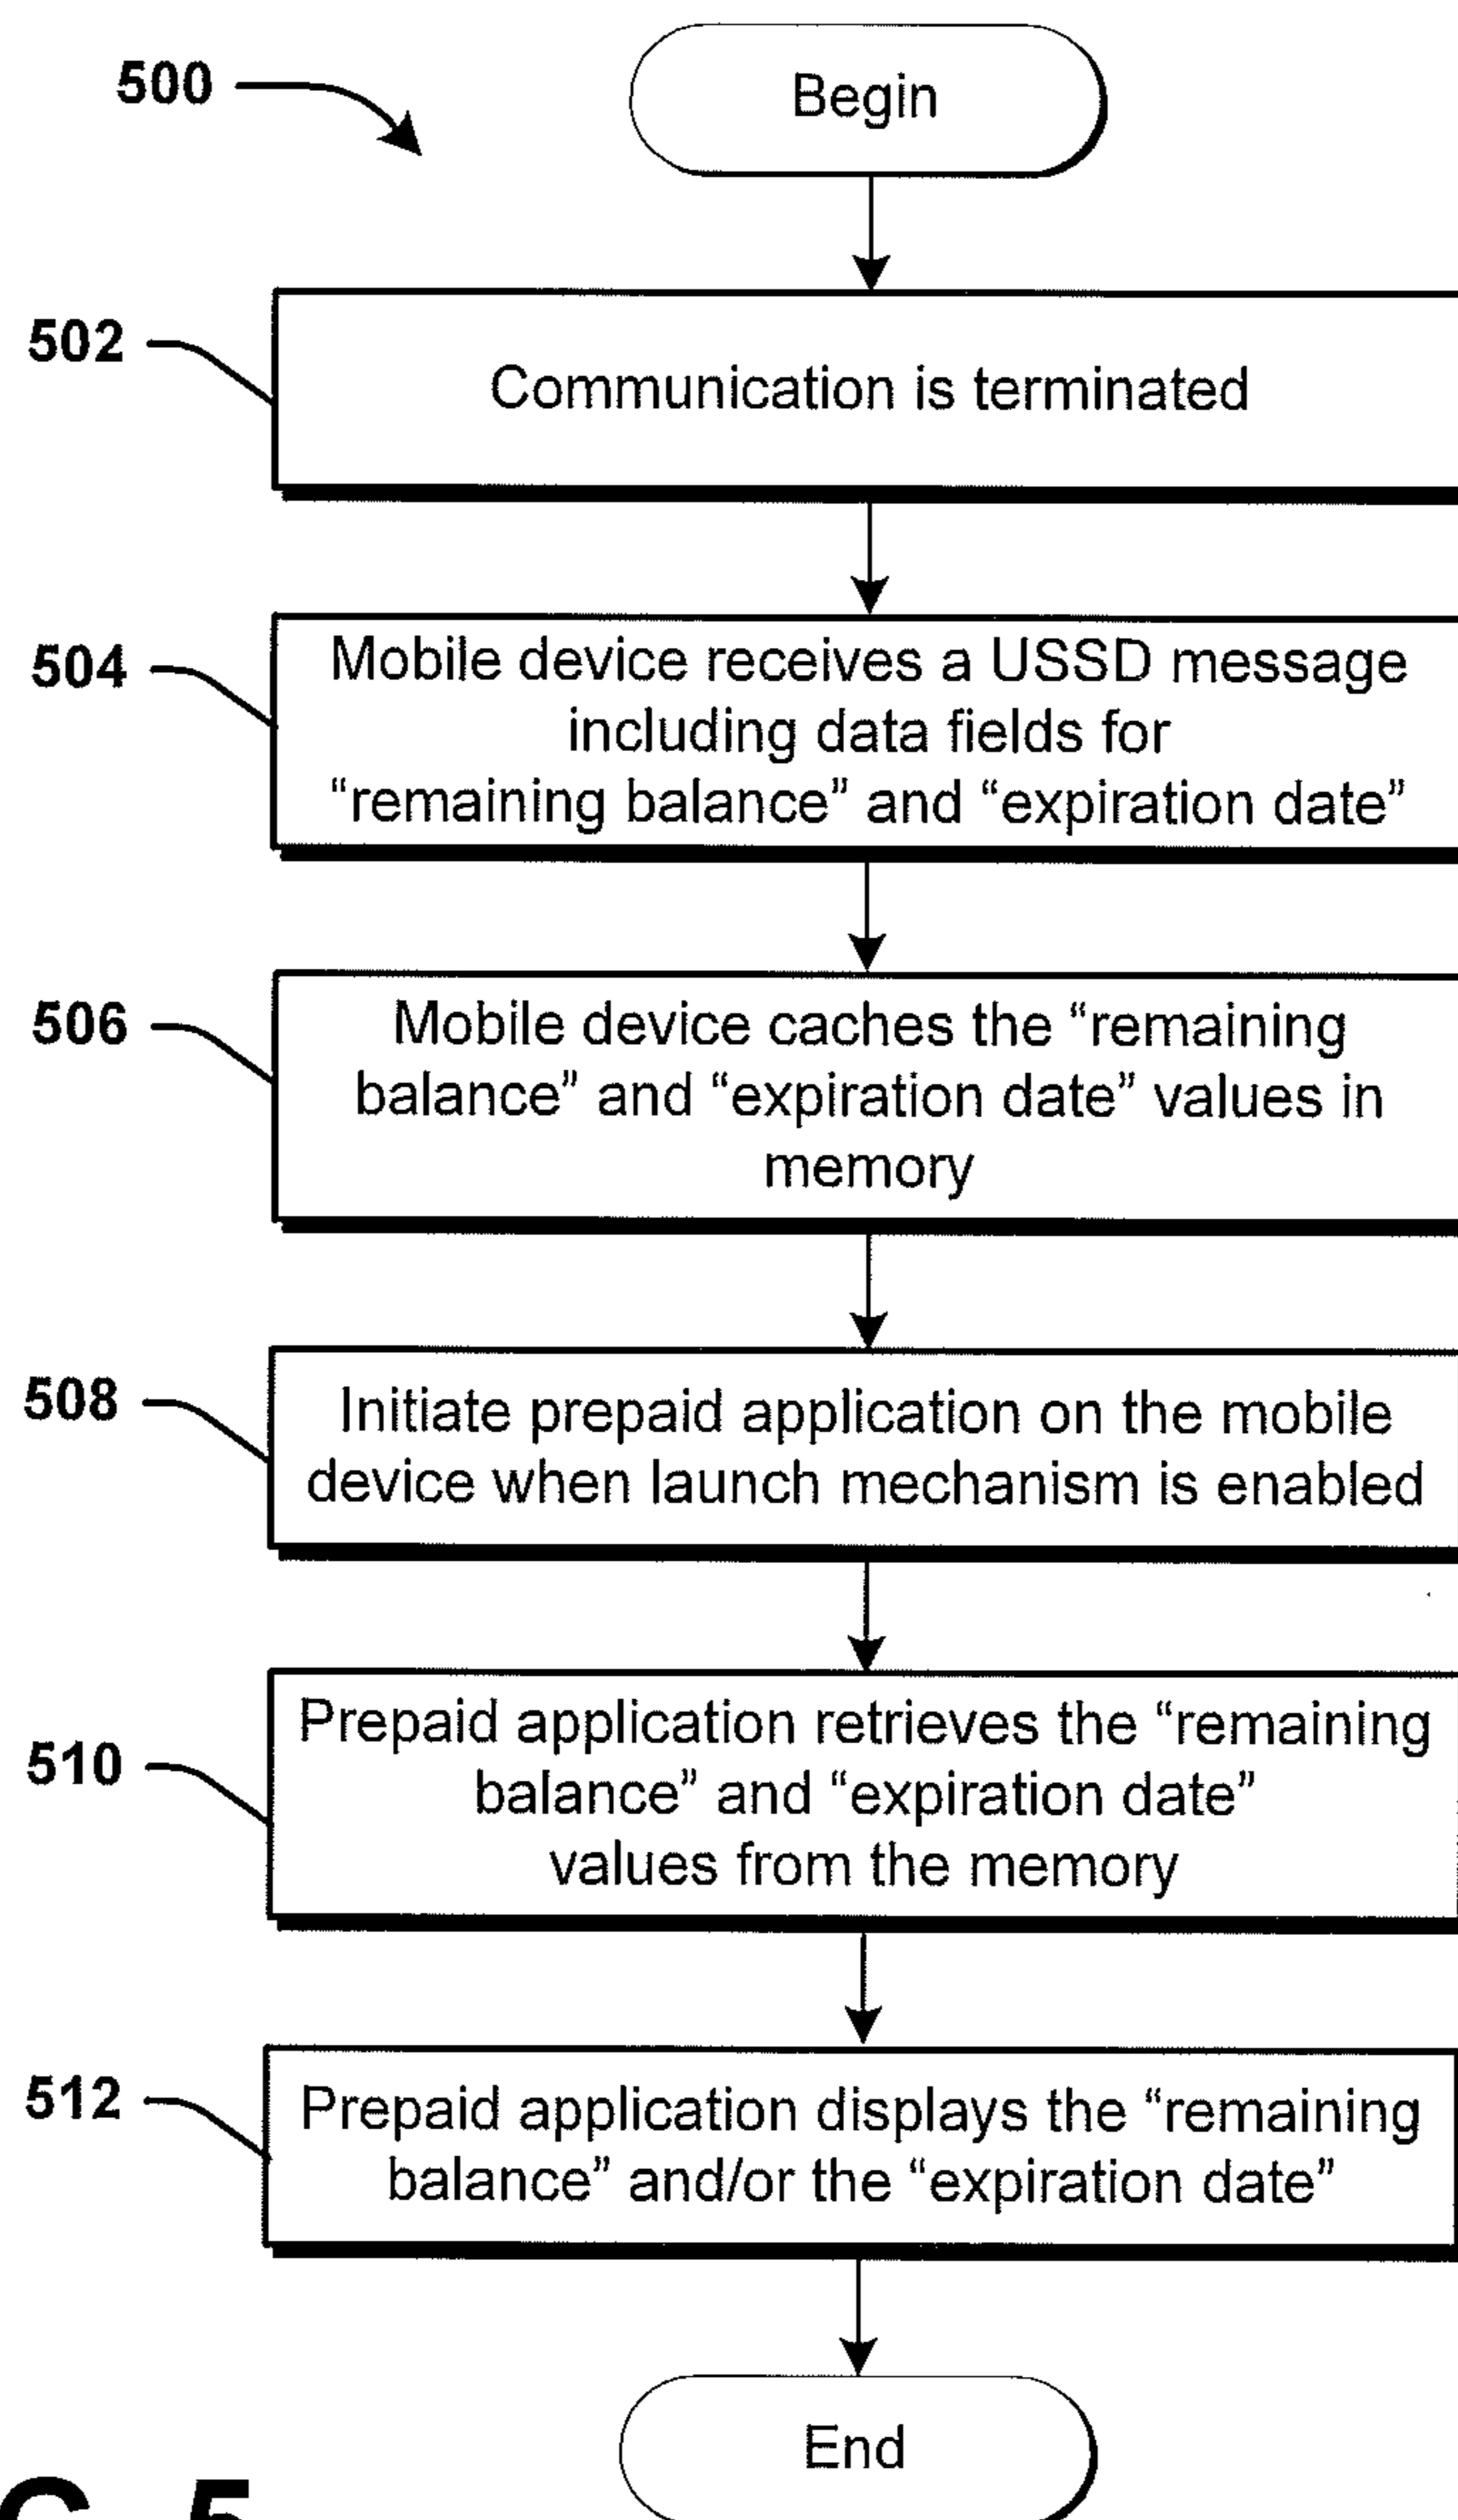 500
Begin
502
Communication is terminated
504
Mobile device receives a USSD message
including data fields for
“remaining balance” and “expiration date”
506
Mobile device caches the “remaining
balance” and “expiration date” values in
memory
508
Initiate prepaid application on the mobile
device when launch mechanism is enabled
510
Prepaid application retrieves the “remaining
balance” and “expiration date”
values from the memory
512
Prepaid application displays the “remaining
balance” and/or the “expiration date”
End